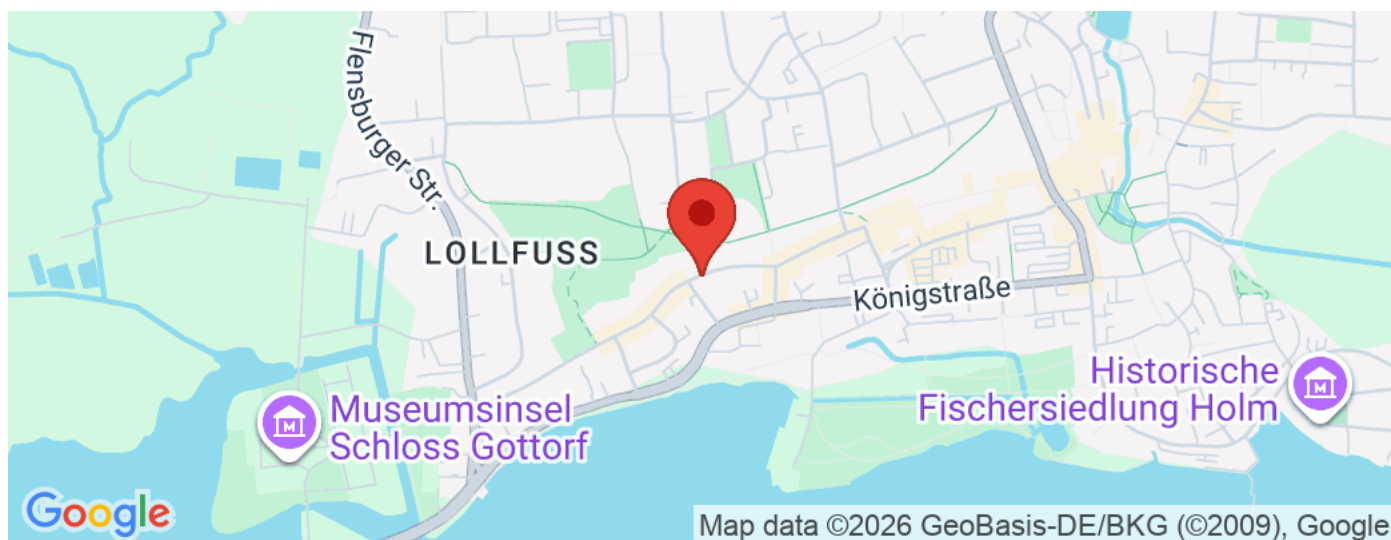 Flensburger Str.
LOLLFUSS
Königstraße
Historische
Fischersiedlung Holm
Museumsinsel
Schloss Gottorf
Google
Map data ©2026 GeoBasis-DE/BKG (©2009), Google